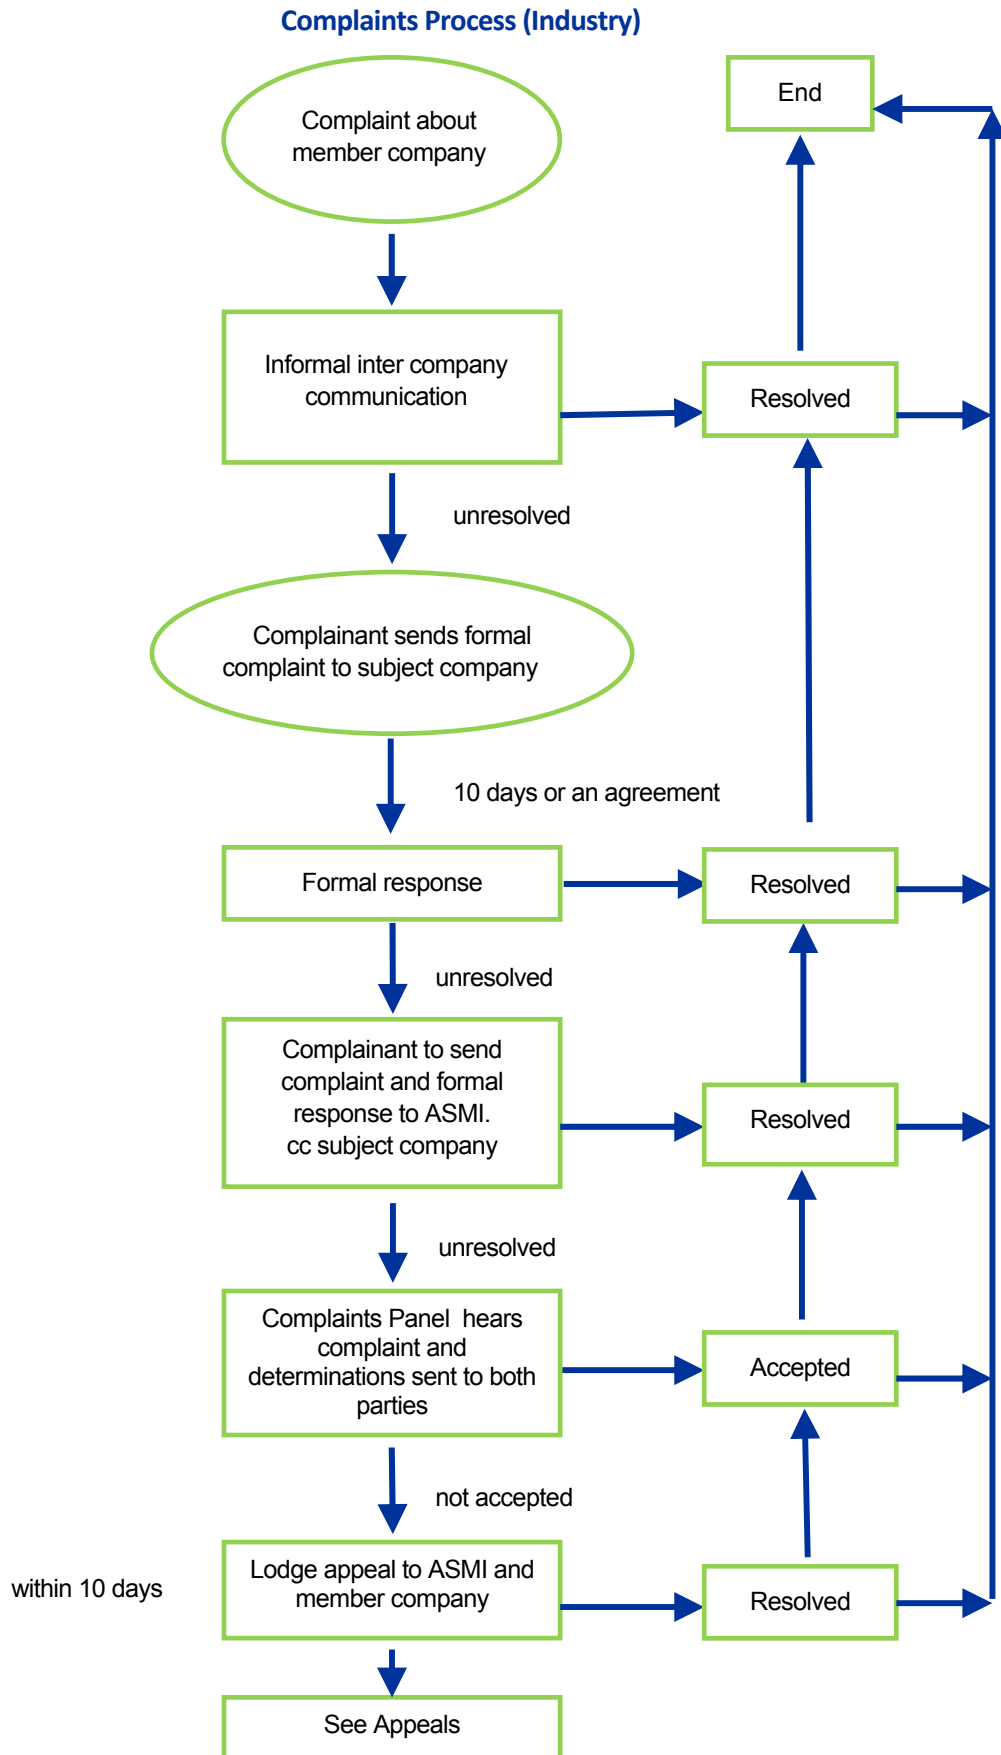 Complaints Process (Industry)
Complaint about
member company
End
Informal inter company
communication
Resolved
unresolved
Complainant sends formal
complaint to subject company
10 days or an agreement
Formal response
Resolved
unresolved
Complainant to send
complaint and formal
response to ASMI.
cc subject company
Resolved
unresolved
Complaints Panel  hears
complaint and
determinations sent to both
parties
Accepted
not accepted
within 10 days
Lodge appeal to ASMI and
member company
Resolved
See Appeals